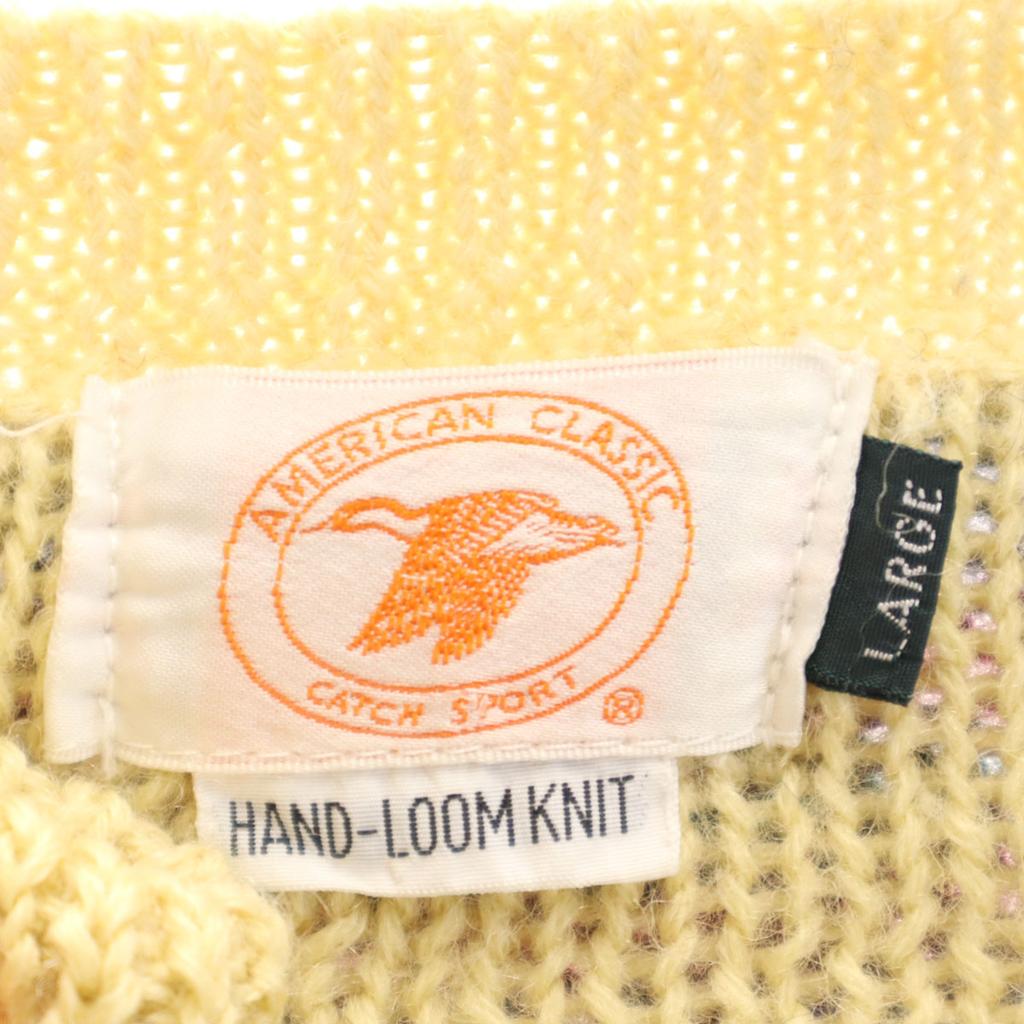 AMERICAN CLASSIC
CATCH SPORT ®
HAND-LOOM KNIT
LARGE